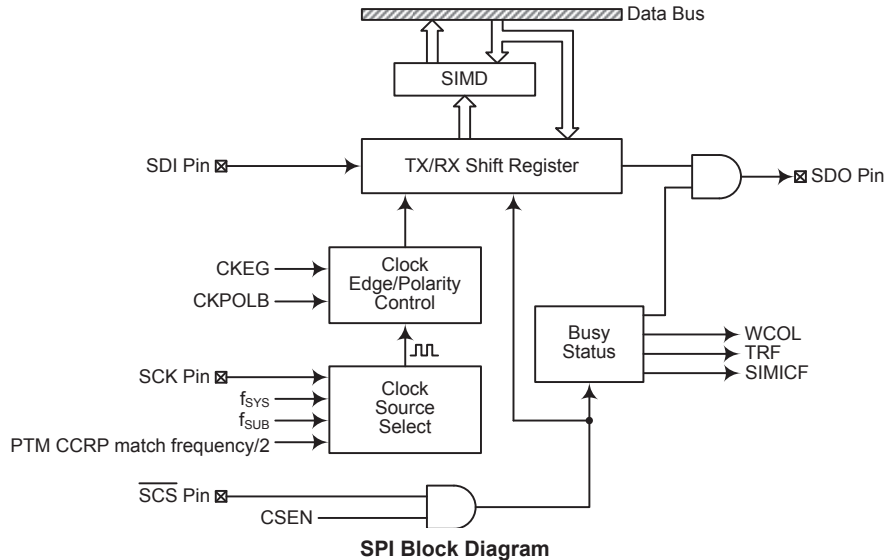 Data Bus
SIMD
SDI Pin
TX/RX Shift Register
SDO Pin
CKEG
CKPOLB
Clock
Edge/Polarity
Control
Busy
Status
WCOL
TRF
SIMICF
SCK Pin
fSYS
fSUB
PTM CCRP match frequency/2
Clock
Source
Select
SCS Pin
CSEN
SPI Block Diagram